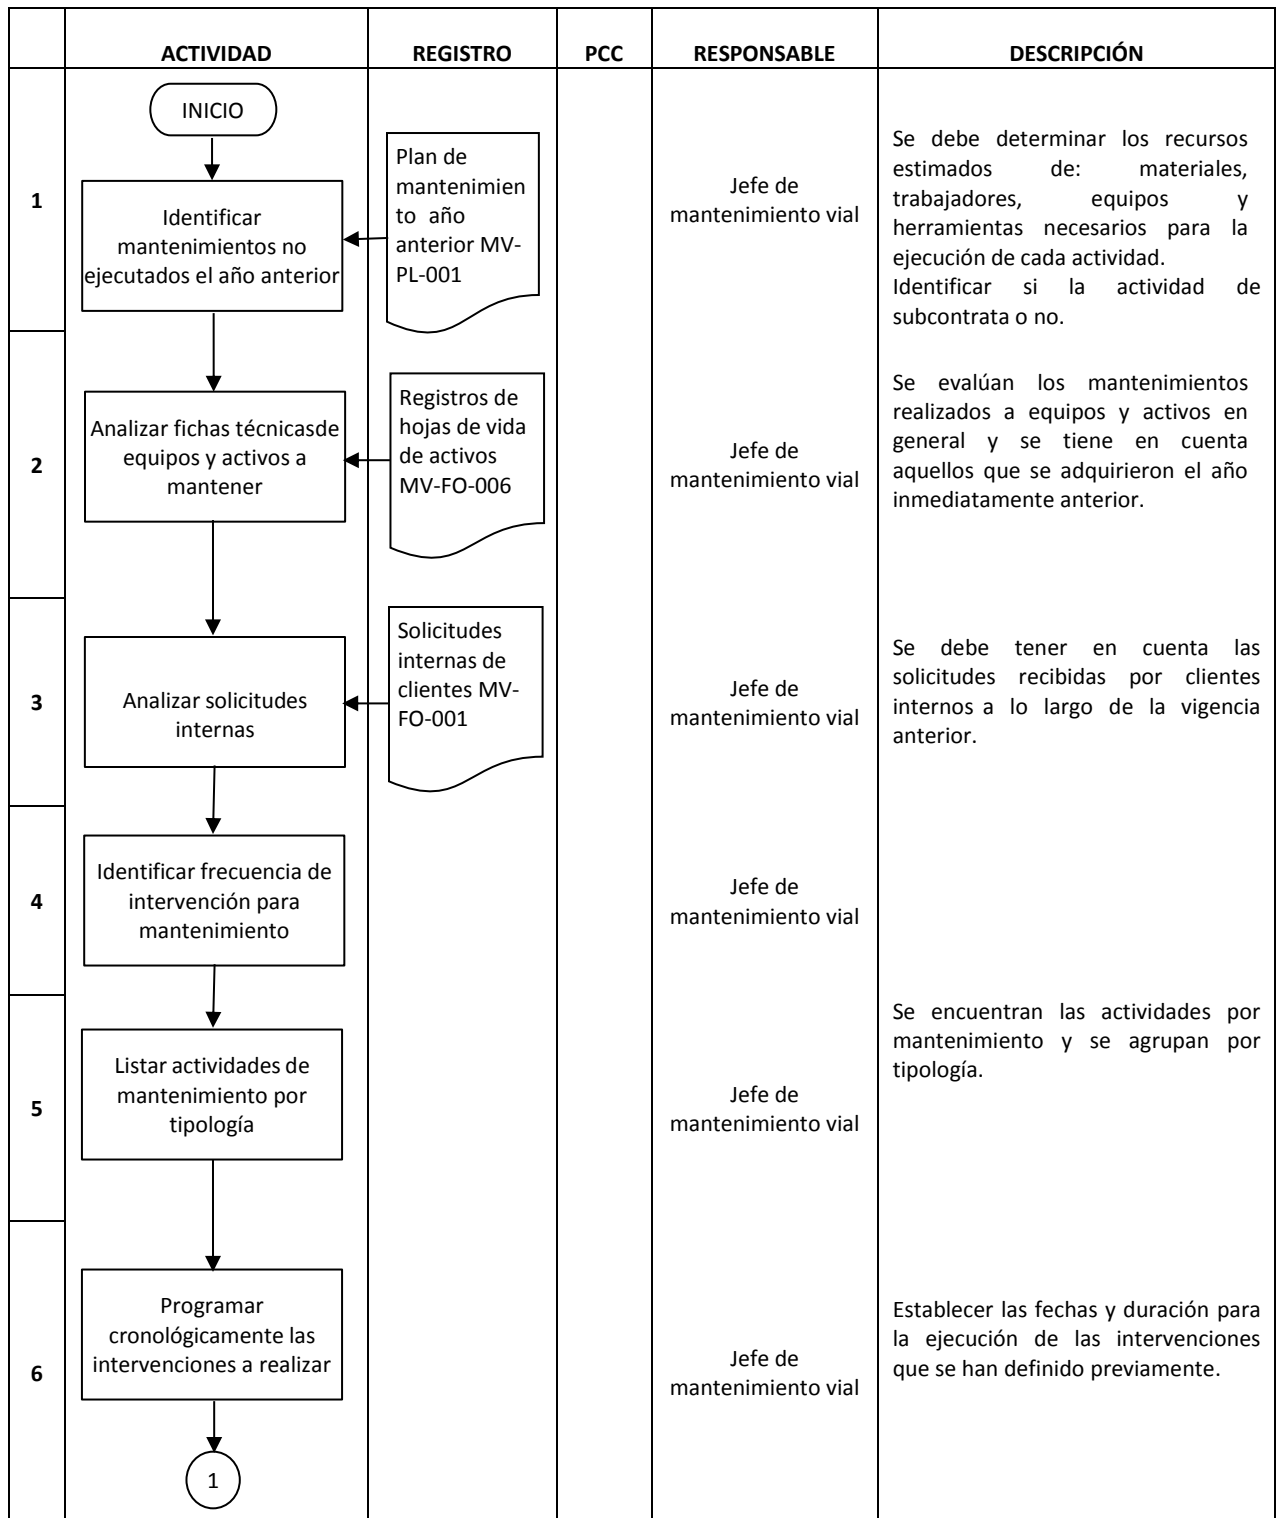 ACTIVIDAD
REGISTRO
PCC
RESPONSABLE
DESCRIPCIÓN
INICIO
1
Identificar
mantenimientos no
ejecutados el año anterior
Plan de
mantenimien
to año
anterior MV-
PL-001
Jefe de
mantenimiento vial
Se debe determinar los recursos
estimados de: materiales,
trabajadores, equipos y
herramientas necesarios para la
ejecución de cada actividad.
Identificar si la actividad de
subcontrata o no.
2
Analizar fichas técnicasde
equipos y activos a
mantener
Registros de
hojas de vida
de activos
MV-FO-006
Jefe de
mantenimiento vial
Se evalúan los mantenimientos
realizados a equipos y activos en
general y se tiene en cuenta
aquellos que se adquirieron el año
inmediatamente anterior.
3
Analizar solicitudes
internas
Solicitudes
internas de
clientes MV-
FO-001
Jefe de
mantenimiento vial
Se debe tener en cuenta las
solicitudes recibidas por clientes
internos a lo largo de la vigencia
anterior.
4
Identificar frecuencia de
intervención para
mantenimiento
Jefe de
mantenimiento vial
5
Listar actividades de
mantenimiento por
tipología
Jefe de
mantenimiento vial
Se encuentran las actividades por
mantenimiento y se agrupan por
tipología.
6
Programar
cronológicamente las
intervenciones a realizar
Jefe de
mantenimiento vial
Establecer las fechas y duración para
la ejecución de las intervenciones
que se han definido previamente.
1